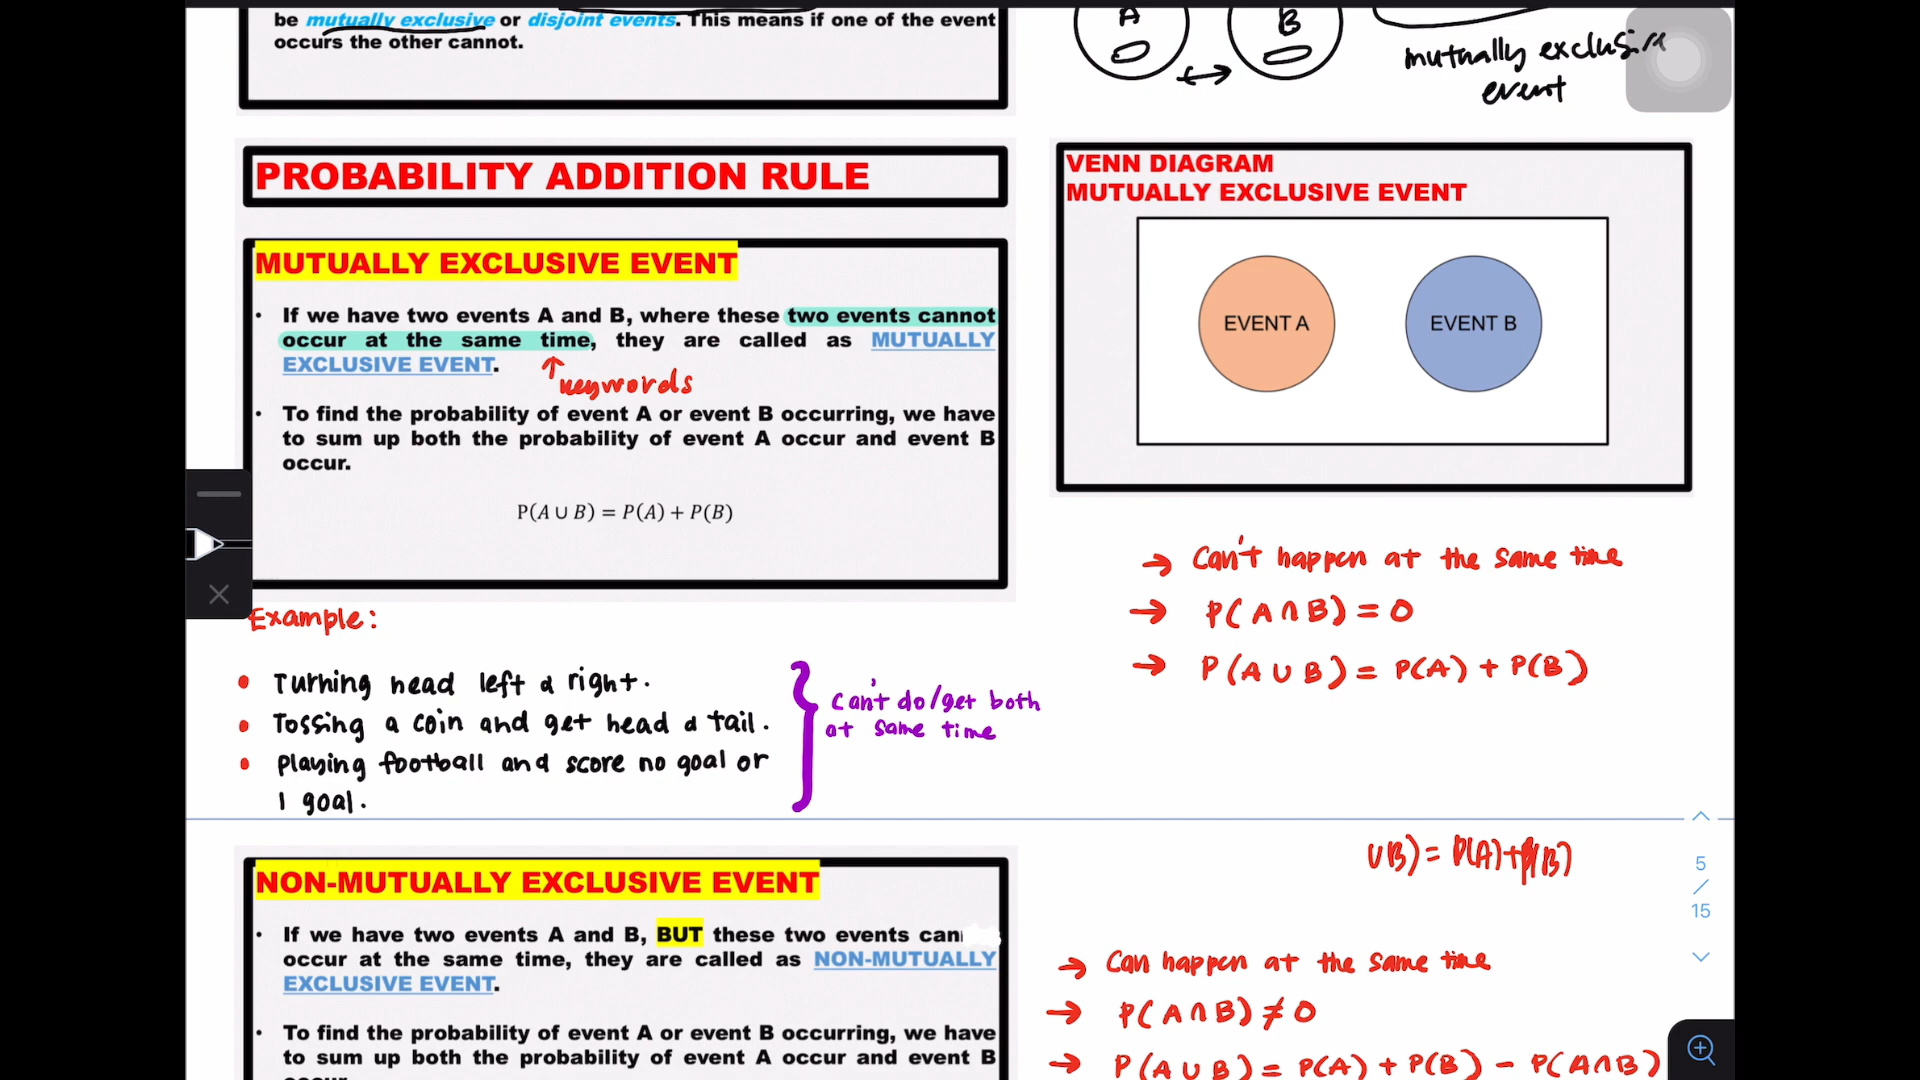 be mutually exclusive or disjoint events. This means if one of the event
occurs the other cannot.
A B
mutually exclusive
event
PROBABILITY ADDITION RULE
MUTUALLY EXCLUSIVE EVENT
• If we have two events A and B, where these two events cannot
occur at the same time, they are called as MUTUALLY
EXCLUSIVE EVENT.
keywords
• To find the probability of event A or event B occurring, we have
to sum up both the probability of event A occur and event B
occur.
P(A ∪ B) = P(A) + P(B)
VENN DIAGRAM
MUTUALLY EXCLUSIVE EVENT
EVENT A
EVENT B
→ Can't happen at the same time
→ P(A∩B) = 0
→ P(A∪B) = P(A) + P(B)
Example:
• Turning head left & right.
• Tossing a coin and get head & tail.
• Playing football and score no goal or
1 goal.
Can't do/get both
at same time
∪B) = P(A)+P(B)
5
/
15
NON-MUTUALLY EXCLUSIVE EVENT
• If we have two events A and B, BUT these two events can
occur at the same time, they are called as NON-MUTUALLY
EXCLUSIVE EVENT.
• To find the probability of event A or event B occurring, we have
to sum up both the probability of event A occur and event B
→ Can happen at the same time
→ P(A∩B) ≠ 0
→ P(A∪B) = P(A) + P(B) - P(A∩B)